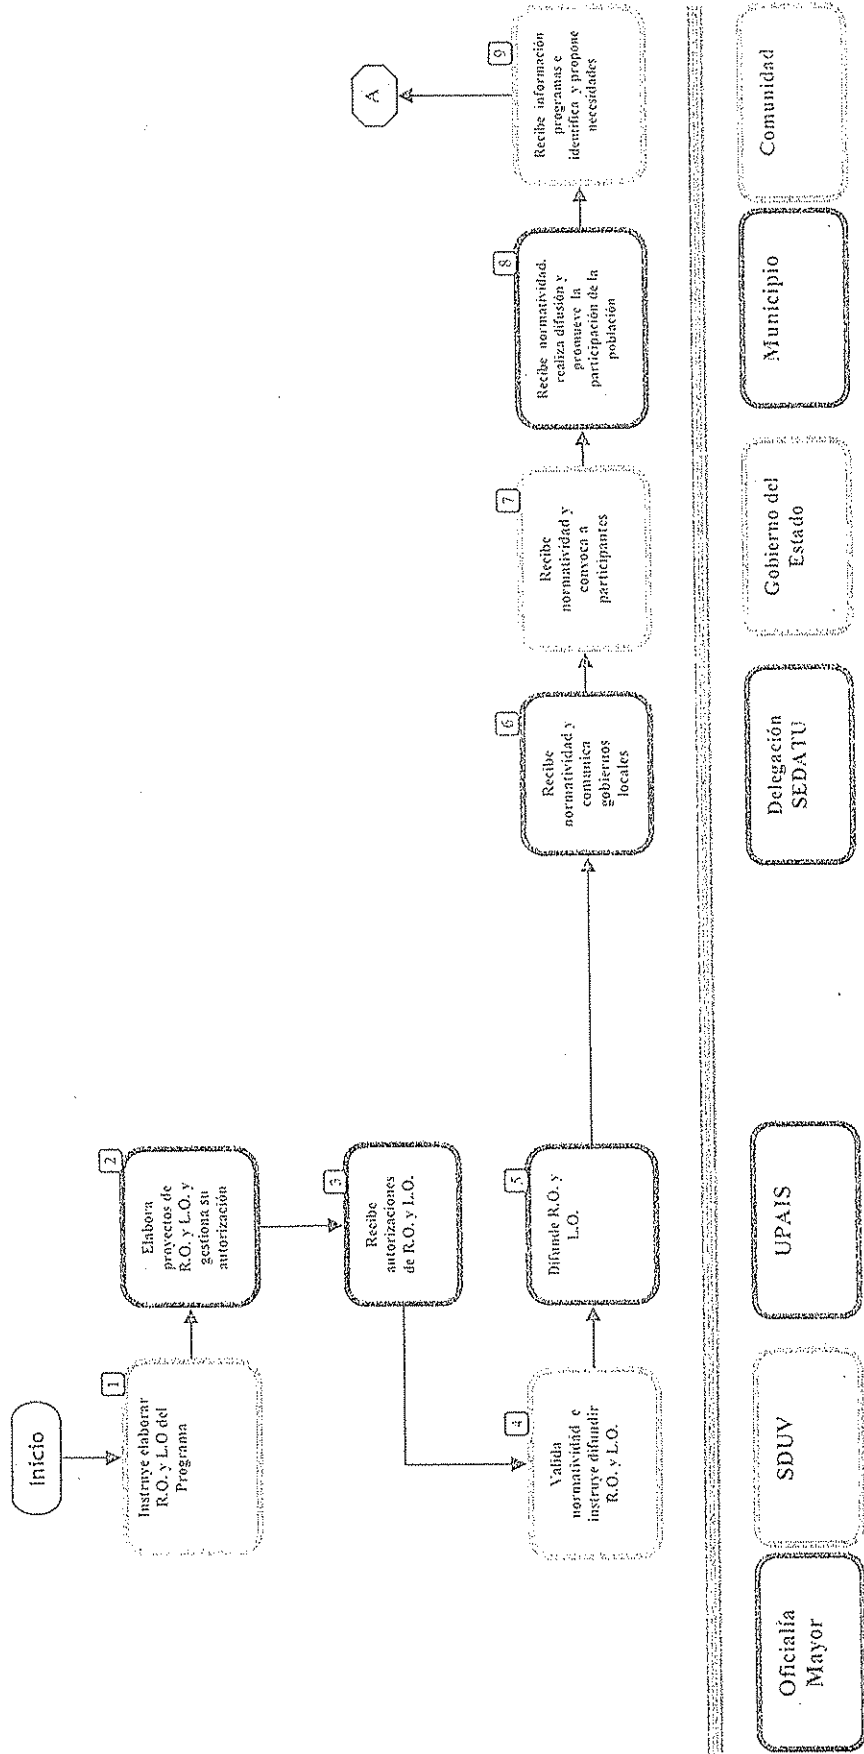 Inicio
1
Instruye elaborar
R.O. y L.O del
Programa
2
Elabora
proyectos de
R.O. y L.O. y
gestiona su
autorización
3
Recibe
autorizaciones
de R.O. y L.O.
4
Valida
normatividad e
instruye difundir
R.O. y L.O.
5
Difunde R.O. y
L.O.
6
Recibe
normatividad y
comunica
gobiernos
locales
7
Recibe
normatividad y
convoca a
participantes
8
Recibe normatividad,
realiza difusión y
promueve la
participación de la
población
9
Recibe información
programas e
identifica y propone
necesidades
A
Oficialía
Mayor
SDUV
UPAIS
Delegación
SEDATU
Gobierno del
Estado
Municipio
Comunidad